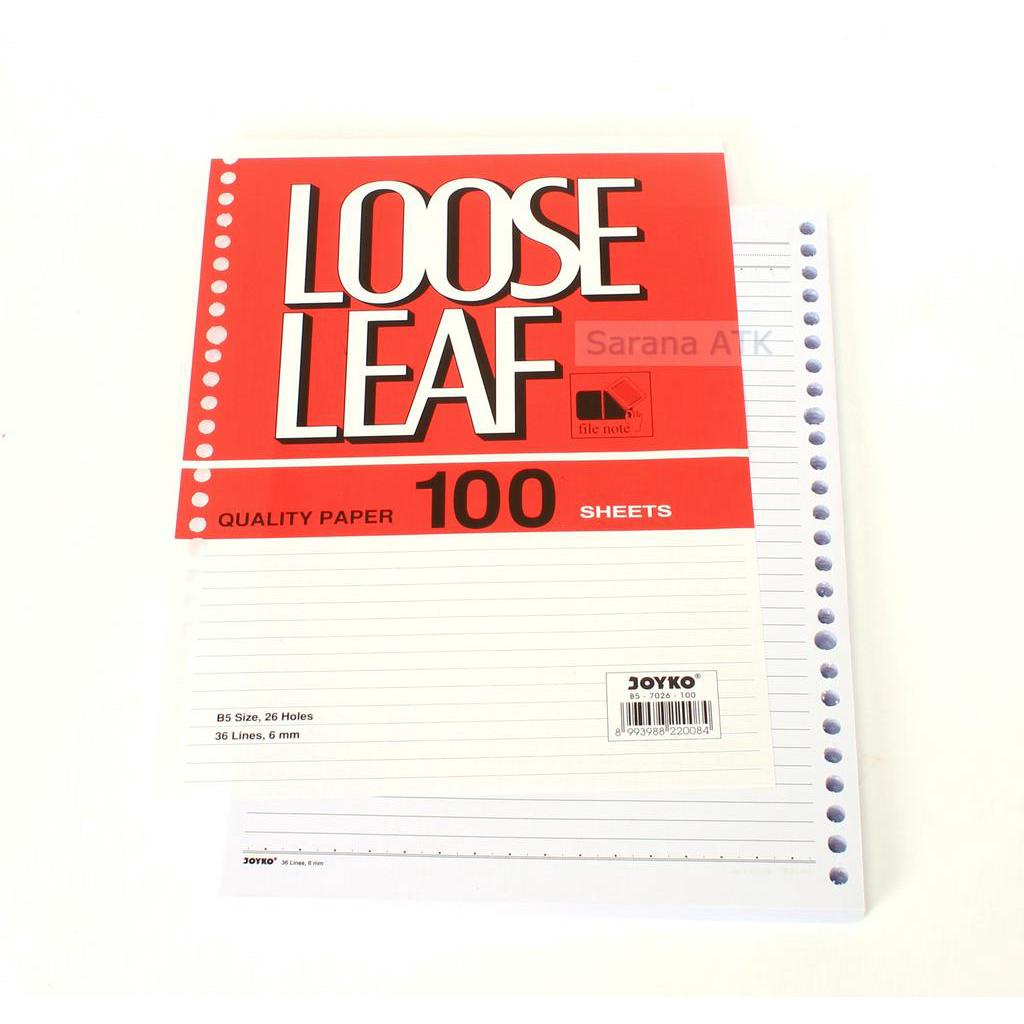 LOOSE
LEAF
Sarana ATK
file note
QUALITY PAPER 100 SHEETS
JOYKO®
B5 - 7026 - 100
8 993988 220084
B5 Size, 26 Holes
36 Lines, 6 mm
JOYKO® 36 Lines, 6 mm